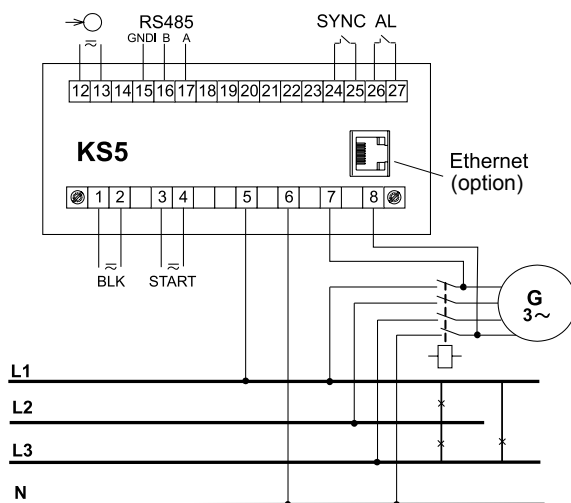 RS485
SYNC AL
GNDI B A
12 13 14 15 16 17 18 19 20 21 22 23 24 25 26 27
KS5
Ethernet
(option)
1 2 3 4 5 6 7 8
BLK START
G
3~
L1
L2
L3
N